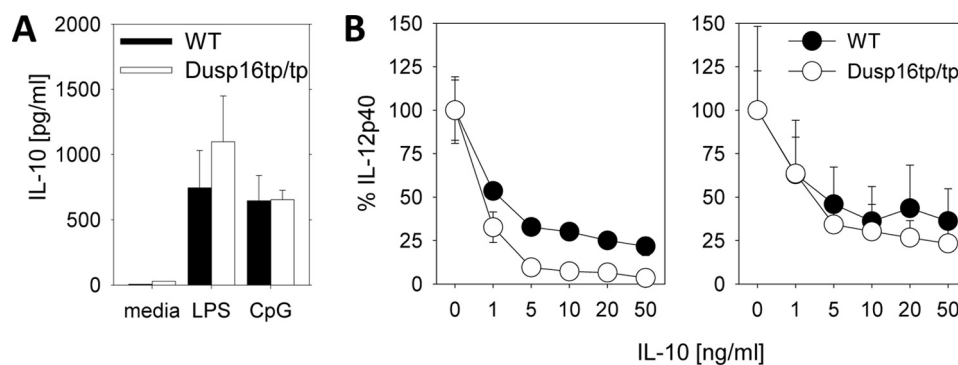 A
IL-10 [pg/ml]
2000
1500
1000
500
0
WT
Dusp16tp/tp
media LPS CpG
B
% IL-12p40
150
125
100
75
50
25
0
0 1 5 10 20 50
150
125
100
75
50
25
0
WT
Dusp16tp/tp
0 1 5 10 20 50
IL-10 [ng/ml]